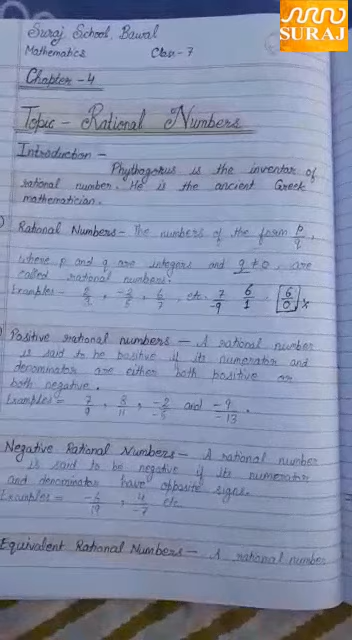 SURAJ
Suraj School, Bawal
Mathematics Class-7
Chapter-4
Topic - Rational Numbers
Introduction -
Phythagorus is the inventor of
rational number. He is the ancient Greek
mathematician.
Rational Numbers - The numbers of the form p/q,
where p and q are integers and q ≠ 0, are
called rational numbers.
Examples - -3/5, 6/7, etc. 7/-9, 6/1, 6/0 x
Positive rational numbers - A rational number
is said to be positive if its numerator and
denominator are either both positive or
both negative.
Examples = 7/9, 8/11, -2/-5 and -9/-13.
Negative Rational Numbers - A rational number
is said to be negative if its numerator
and denominator have opposite signs.
Examples = -6/19, 4/-7 etc
Equivalent Rational Numbers - A rational number